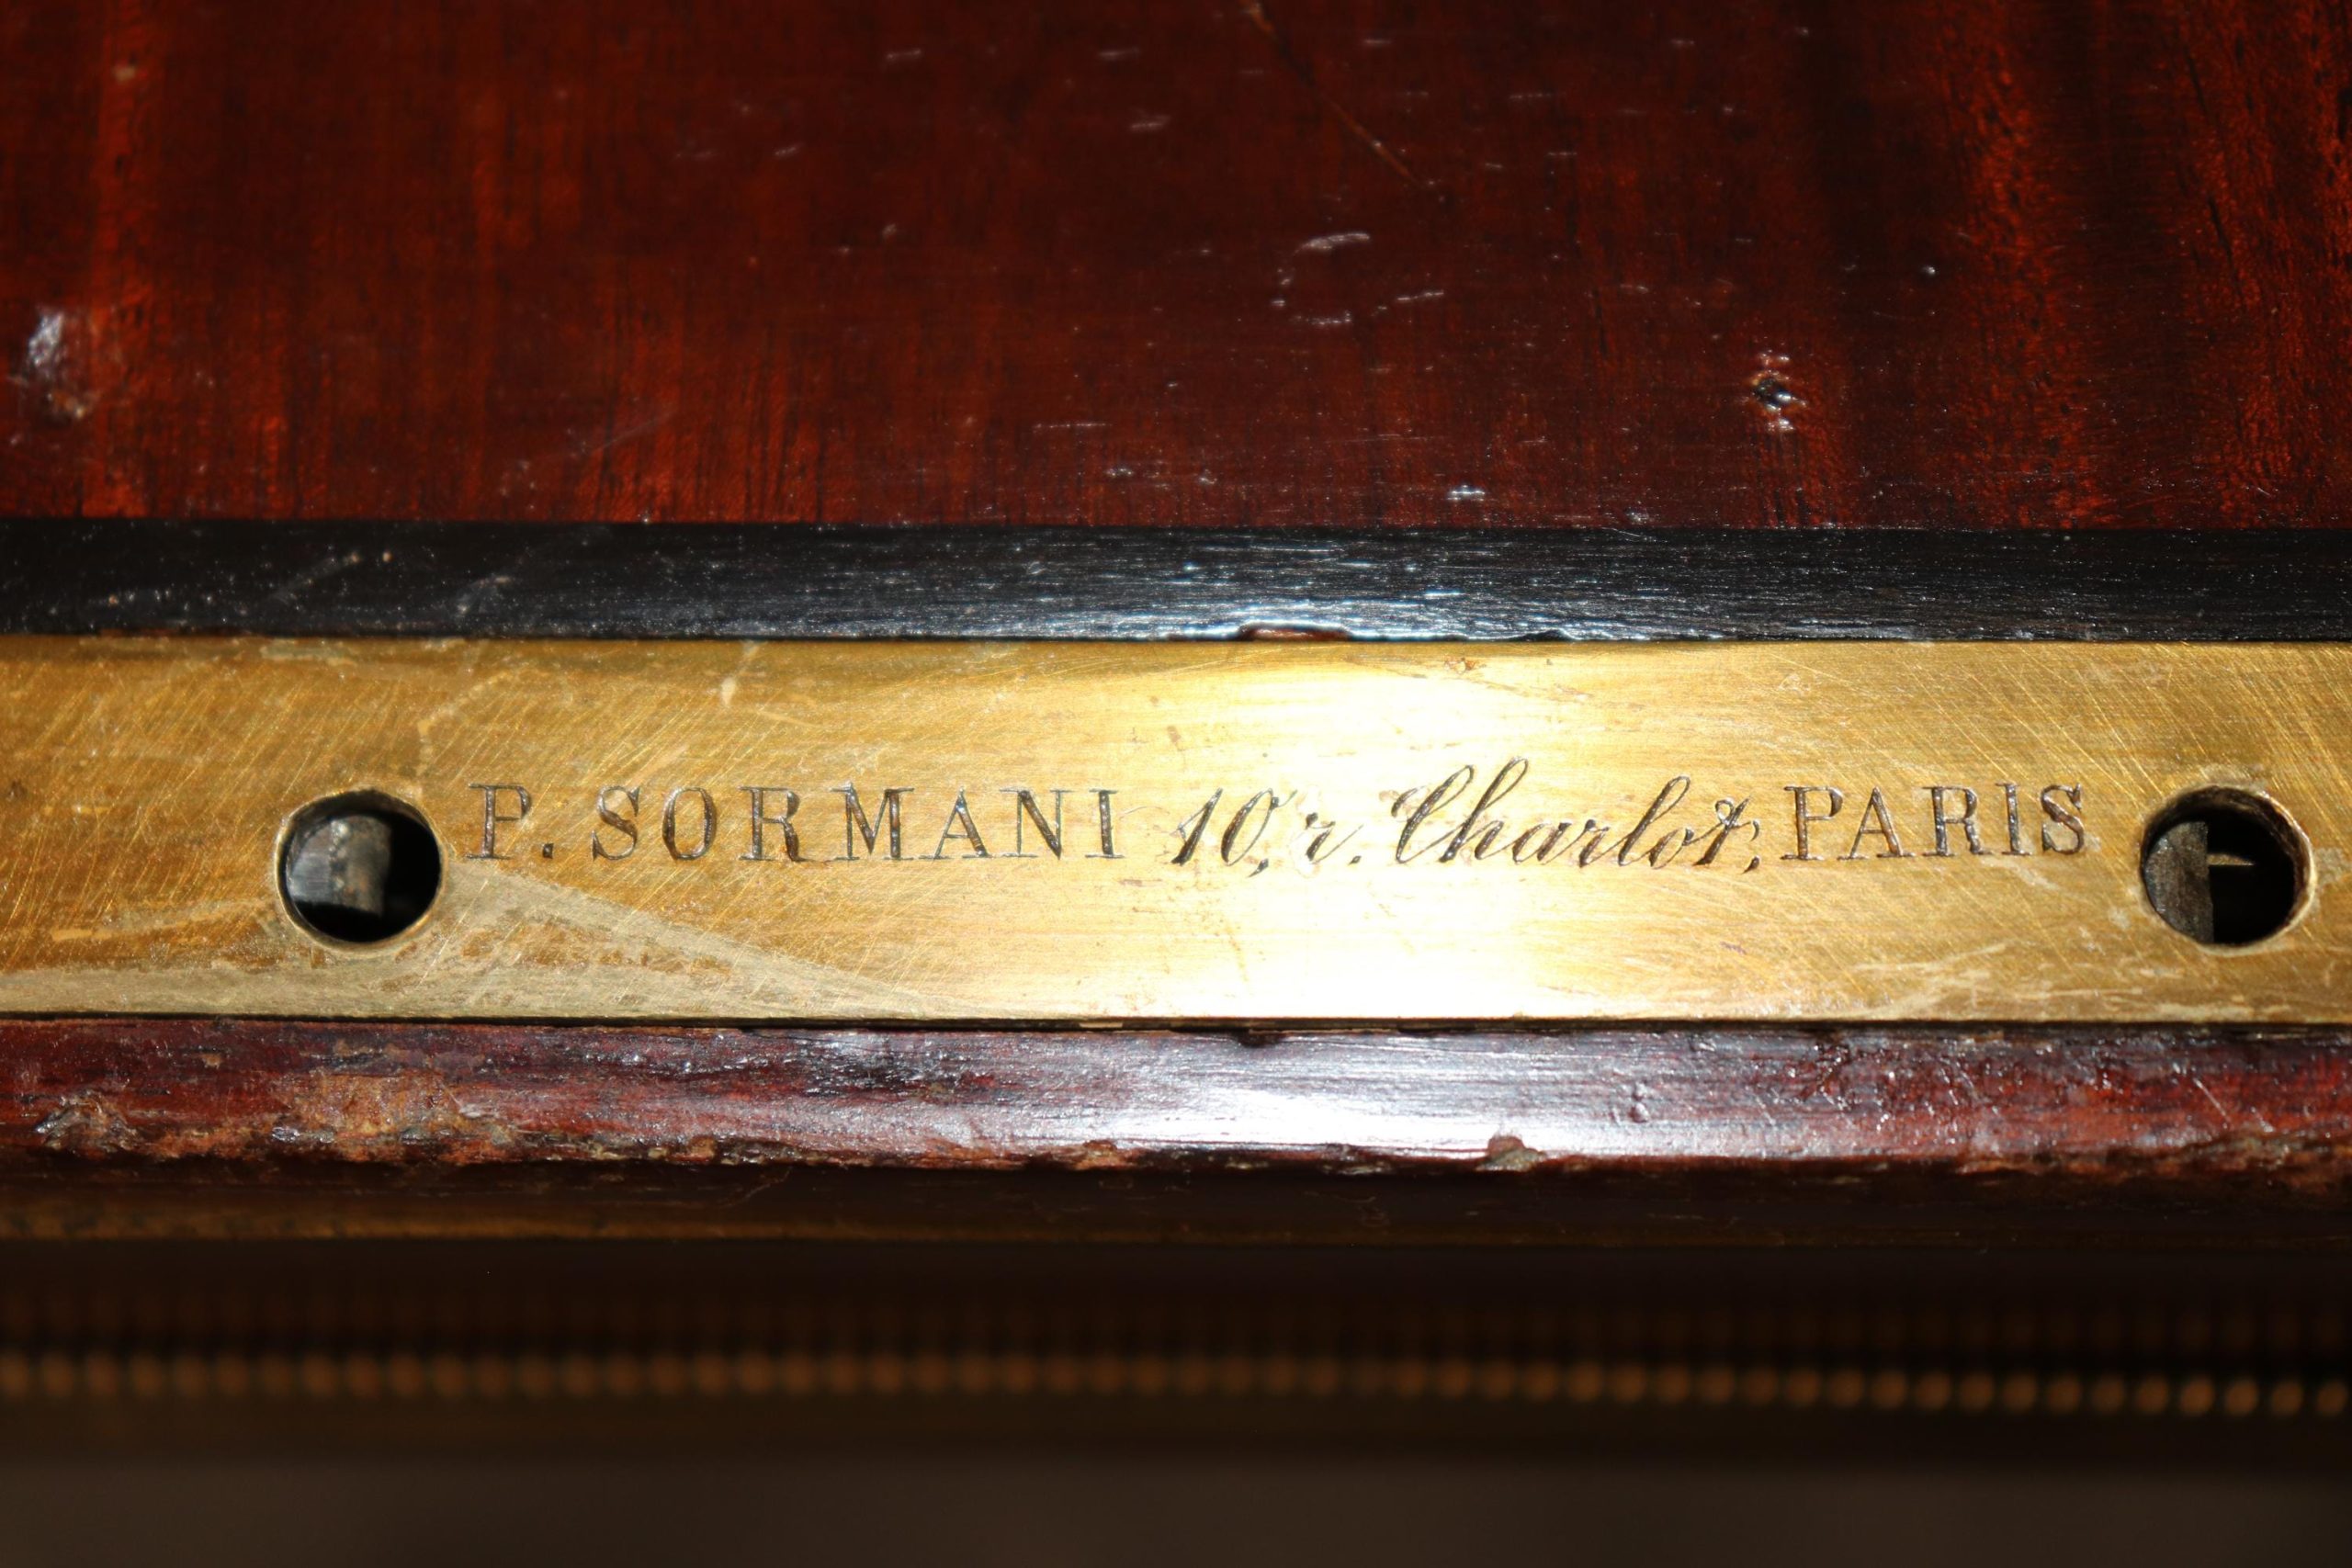 P. SORMANI 10, r. Charlot, PARIS